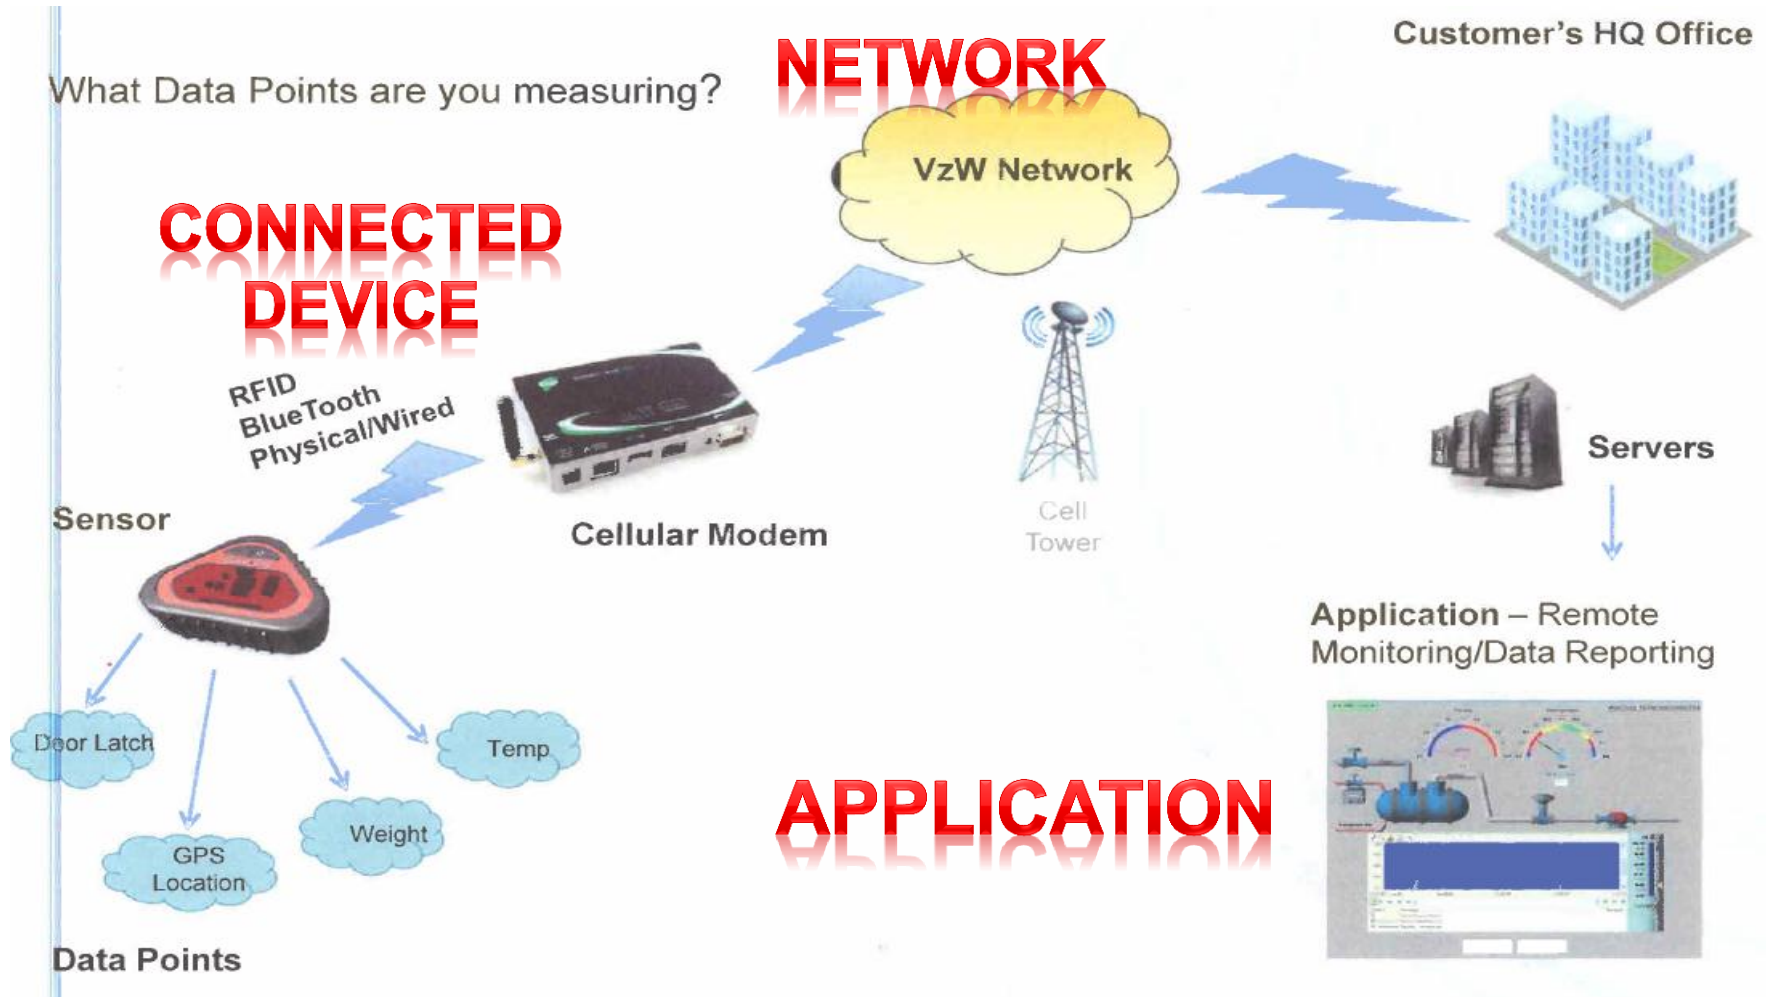 What Data Points are you measuring?
NETWORK
Customer's HQ Office
VzW Network
CONNECTED
DEVICE
RFID
BlueTooth
Physical/Wired
Sensor
Cellular Modem
Cell
Tower
Servers
Application – Remote
Monitoring/Data Reporting
Door Latch
GPS
Location
Weight
Temp
APPLICATION
Data Points